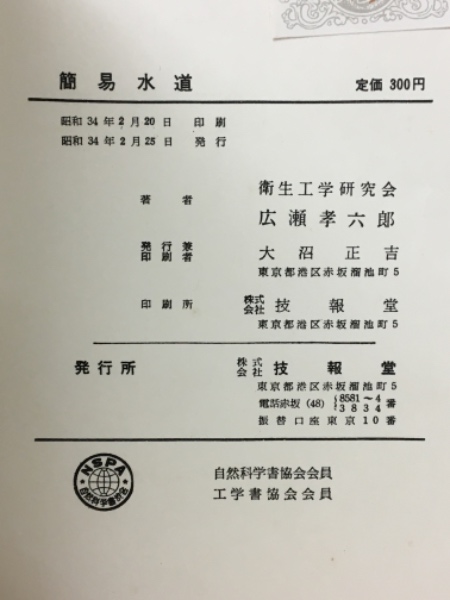 簡易水道 定価 300円
昭和 34 年 2 月 20 日 印 刷
昭和 34 年 2 月 25 日 発 行
著 者 衛生工学研究会
広瀬孝六郎
発行兼
印刷者 大沼正吉
東京都港区赤坂溜池町 5
印刷所 株式会社 技報堂
東京都港区赤坂溜池町 5
発行所 株式会社 技報堂
東京都港区赤坂溜池町 5
電話赤坂 (48) 8581～4 3834 番
振替口座東京 10 番
NSPA
自然科学書協会会員
工学書協会会員